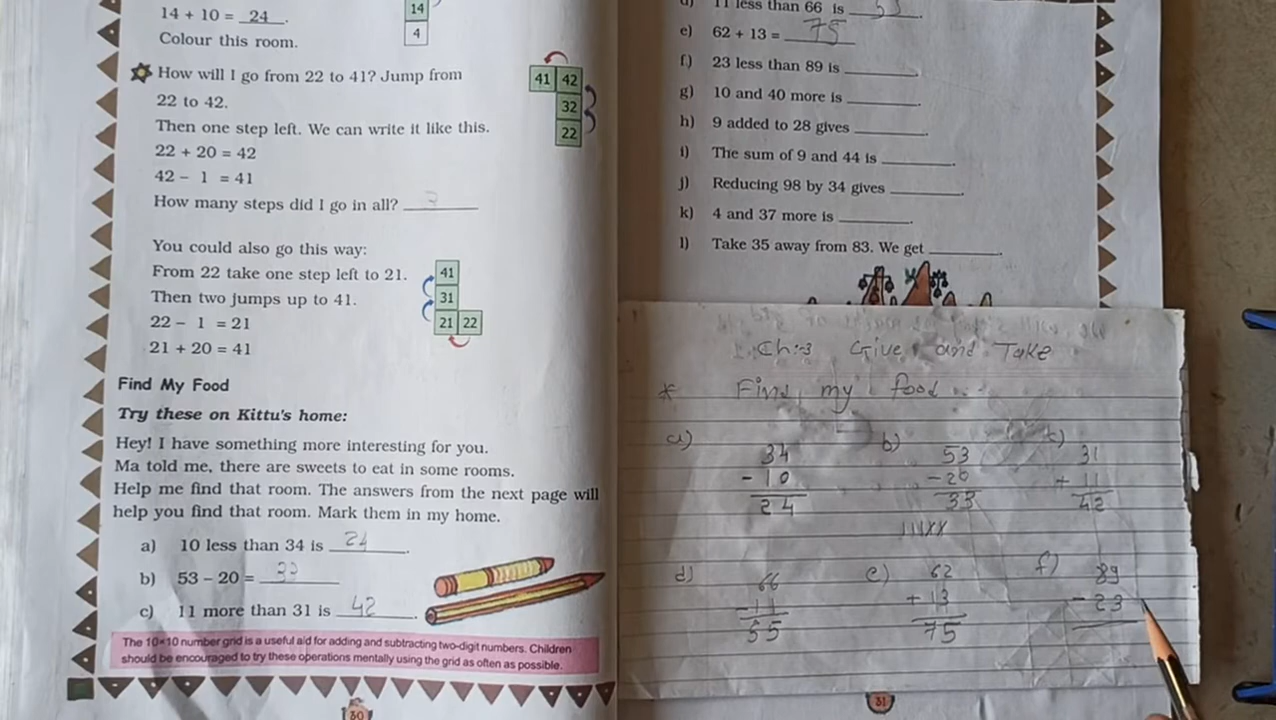 14 + 10 = 24.
Colour this room.
14
4
How will I go from 22 to 41? Jump from
22 to 42.
Then one step left. We can write it like this.
22 + 20 = 42
42 - 1 = 41
How many steps did I go in all? 3
41 42
32
22
You could also go this way:
From 22 take one step left to 21.
Then two jumps up to 41.
22 - 1 = 21
21 + 20 = 41
41
31
21 22
Find My Food
Try these on Kittu's home:
Hey! I have something more interesting for you.
Ma told me, there are sweets to eat in some rooms.
Help me find that room. The answers from the next page will
help you find that room. Mark them in my home.
a) 10 less than 34 is 24.
b) 53 – 20 = 33
c) 11 more than 31 is 42.
The 10×10 number grid is a useful aid for adding and subtracting two-digit numbers. Children
should be encouraged to try these operations mentally using the grid as often as possible.
30
d) 11 less than 66 is 55.
e) 62 + 13 = 75
f) 23 less than 89 is ______.
g) 10 and 40 more is ______.
h) 9 added to 28 gives ______.
i) The sum of 9 and 44 is ______.
j) Reducing 98 by 34 gives ______.
k) 4 and 37 more is ______.
l) Take 35 away from 83. We get ______.
Ch:3 Give and Take
* Find my food
a) b) c)
34 53 31
- 10 - 20 + 11
24 33 42
d) e) f)
66 62 89
- 11 + 13 - 23
55 75
31